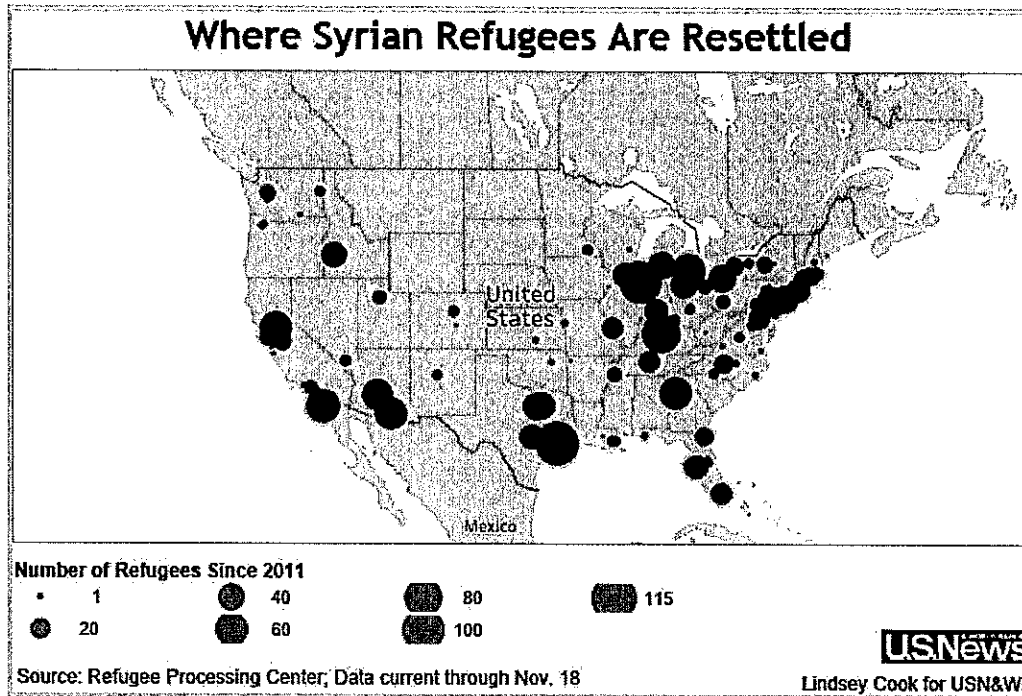 Where Syrian Refugees Are Resettled
United
States
Mexico
Number of Refugees Since 2011
1
40
80
115
20
60
100
U.S.News
Source: Refugee Processing Center; Data current through Nov. 18
Lindsey Cook for USN&W